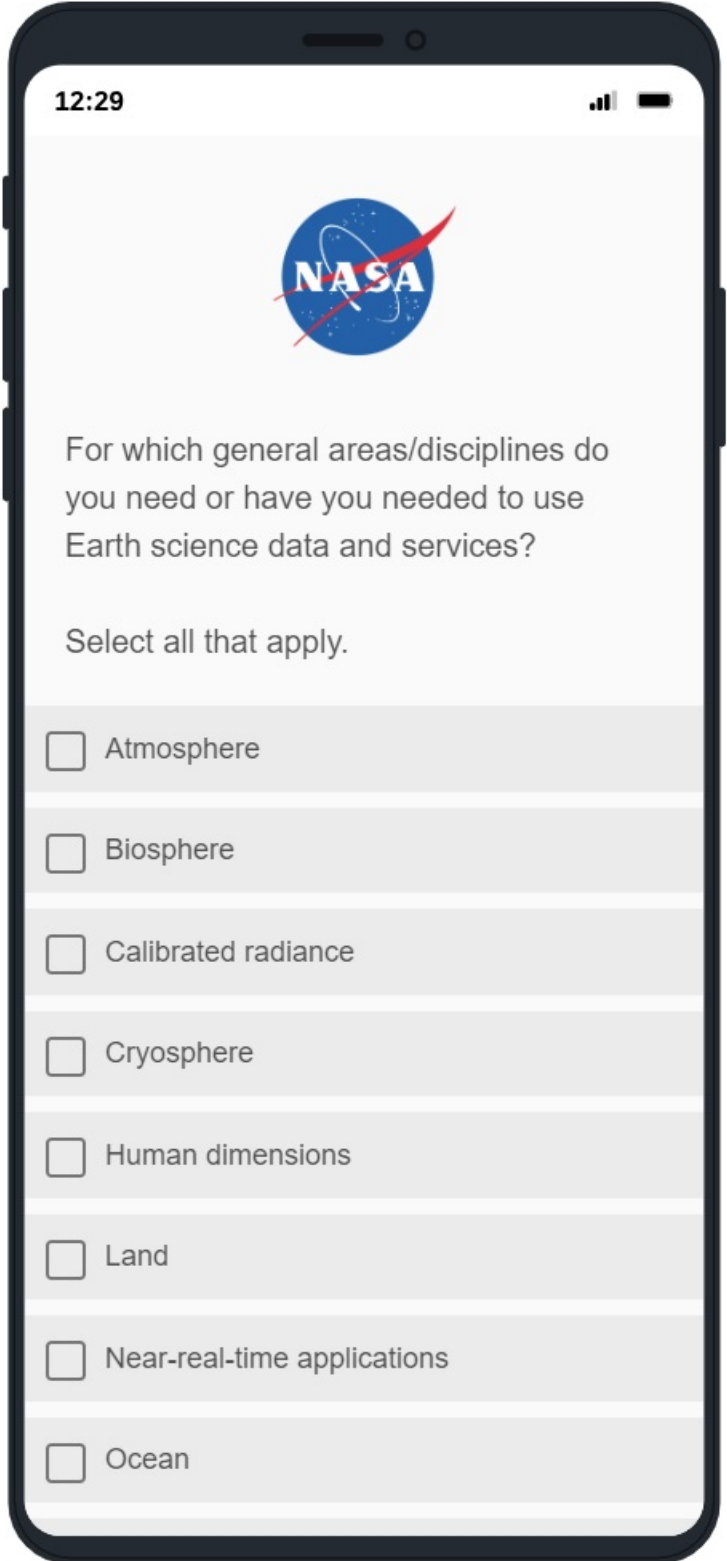 12:29
NASA
For which general areas/disciplines do
you need or have you needed to use
Earth science data and services?
Select all that apply.
Atmosphere
Biosphere
Calibrated radiance
Cryosphere
Human dimensions
Land
Near-real-time applications
Ocean